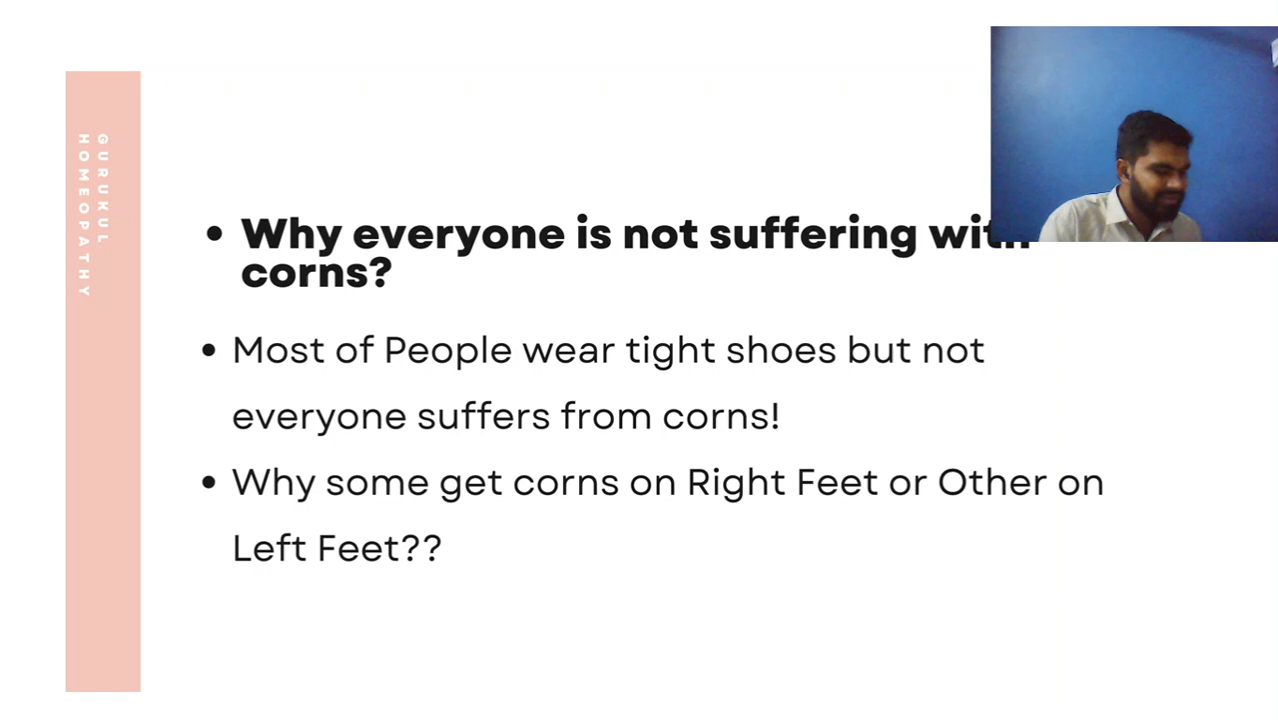 GURUKUL
HOMEOPATHY
• Why everyone is not suffering with
corns?
• Most of People wear tight shoes but not
everyone suffers from corns!
• Why some get corns on Right Feet or Other on
Left Feet??